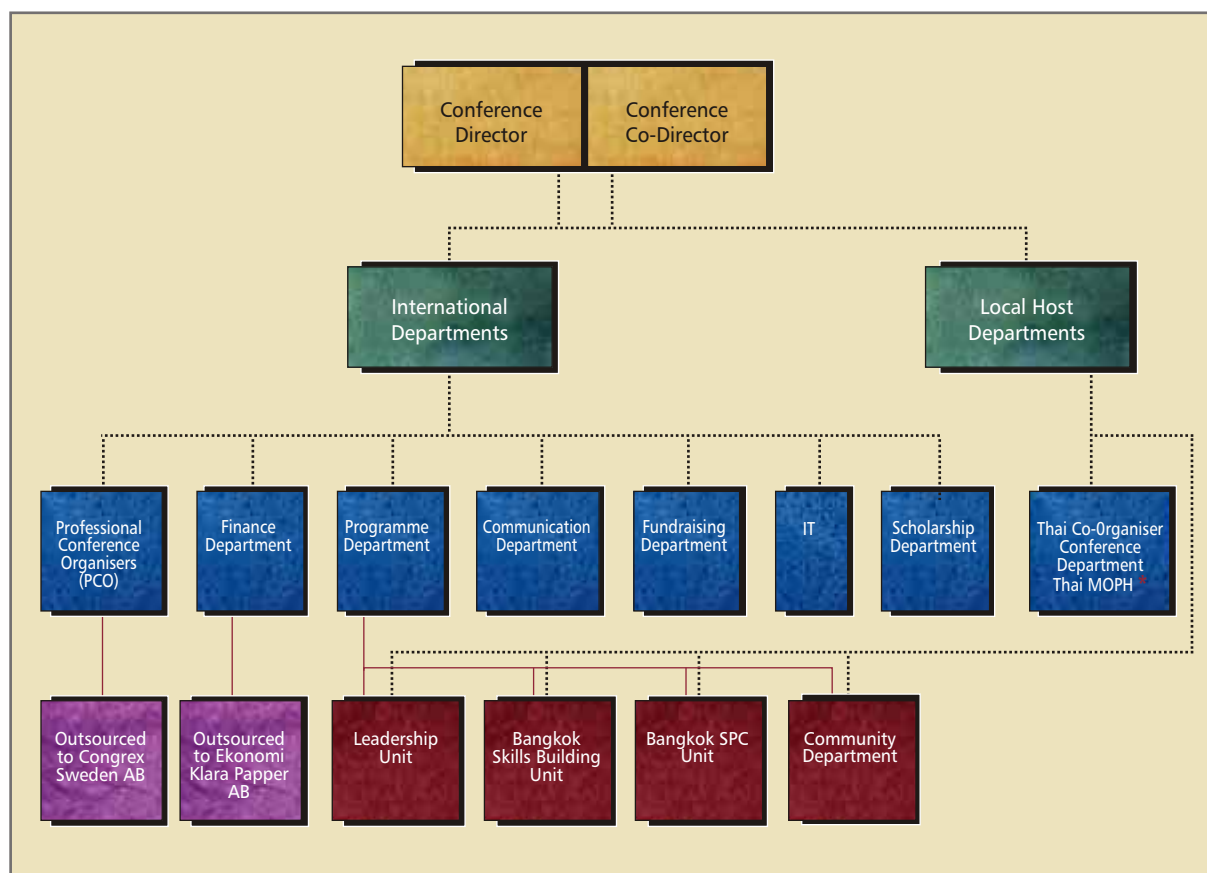 Conference
Director
Conference
Co-Director
International
Departments
Local Host
Departments
Professional
Conference
Organisers
(PCO)
Finance
Department
Programme
Department
Communication
Department
Fundraising
Department
IT
Scholarship
Department
Thai Co-0rganiser
Conference
Department
Thai MOPH *
Outsourced
to Congrex
Sweden AB
Outsourced
to Ekonomi
Klara Papper
AB
Leadership
Unit
Bangkok
Skills Building
Unit
Bangkok SPC
Unit
Community
Department